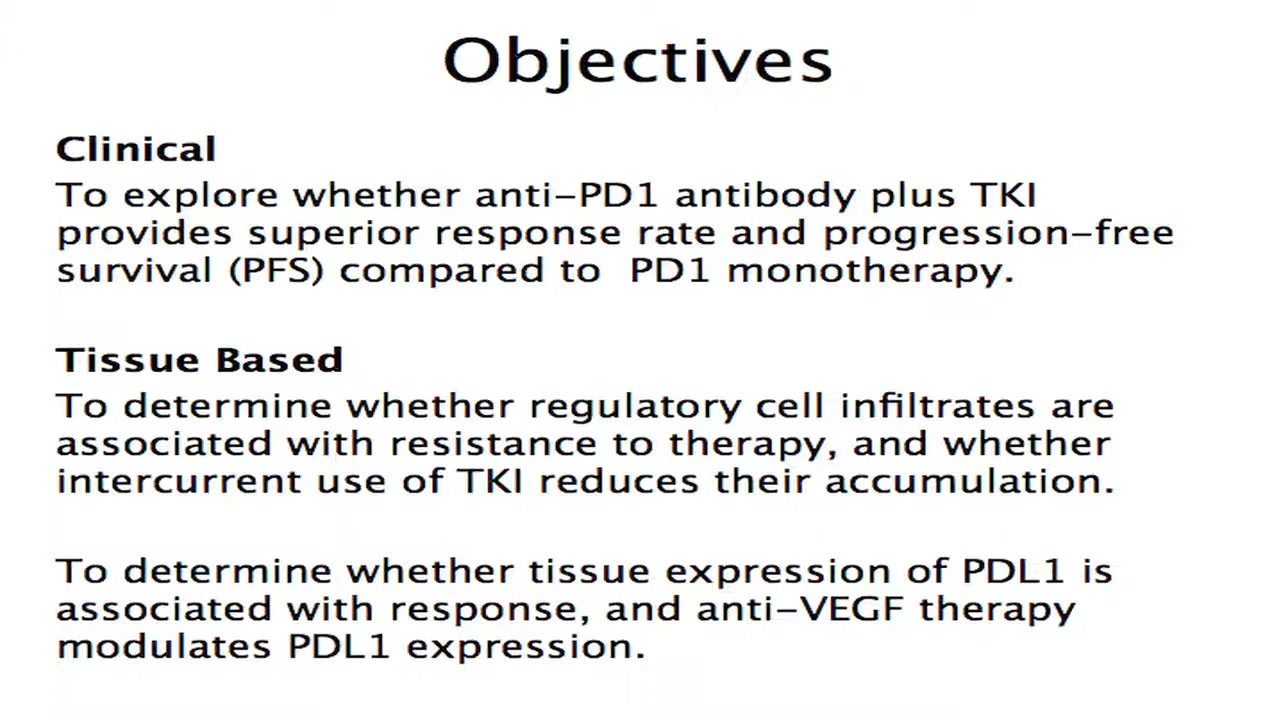 Objectives
Clinical
To explore whether anti-PD1 antibody plus TKI
provides superior response rate and progression-free
survival (PFS) compared to  PD1 monotherapy.
Tissue Based
To determine whether regulatory cell infiltrates are
associated with resistance to therapy, and whether
intercurrent use of TKI reduces their accumulation.
To determine whether tissue expression of PDL1 is
associated with response, and anti-VEGF therapy
modulates PDL1 expression.